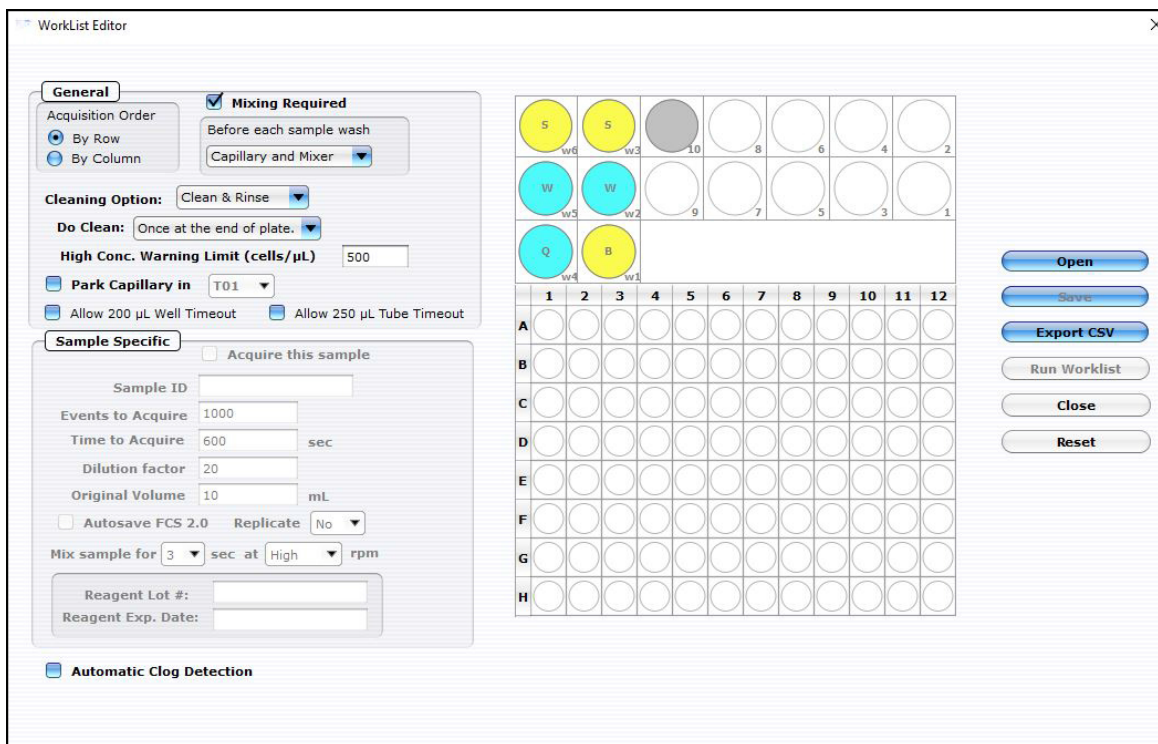 WorkList Editor
General
Acquisition Order
By Row
By Column
Mixing Required
Before each sample wash
Capillary and Mixer
Cleaning Option: Clean & Rinse
Do Clean: Once at the end of plate.
High Conc. Warning Limit (cells/µL) 500
Park Capillary in T01
Allow 200 µL Well Timeout Allow 250 µL Tube Timeout
Sample Specific
Acquire this sample
Sample ID
Events to Acquire 1000
Time to Acquire 600 sec
Dilution factor 20
Original Volume 10 mL
Autosave FCS 2.0 Replicate No
Mix sample for 3 sec at High rpm
Reagent Lot #:
Reagent Exp. Date:
Automatic Clog Detection
S w6 S w3 10 8 6 4 2
W w5 W w2 9 7 5 3 1
Q w4 B w1
1 2 3 4 5 6 7 8 9 10 11 12
A
B
C
D
E
F
G
H
Open
Save
Export CSV
Run Worklist
Close
Reset